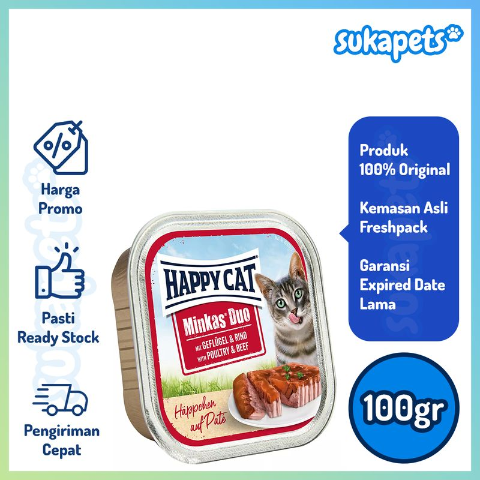 sukapets
Harga
Promo
Pasti
Ready Stock
Pengiriman
Cepat
Produk
100% Original
Kemasan Asli
Freshpack
Garansi
Expired Date
Lama
100gr
HAPPY CAT
Minkas Duo
MIT GEFLÜGEL & RIND
WITH POULTRY & BEEF
Häppchen
auf Paté